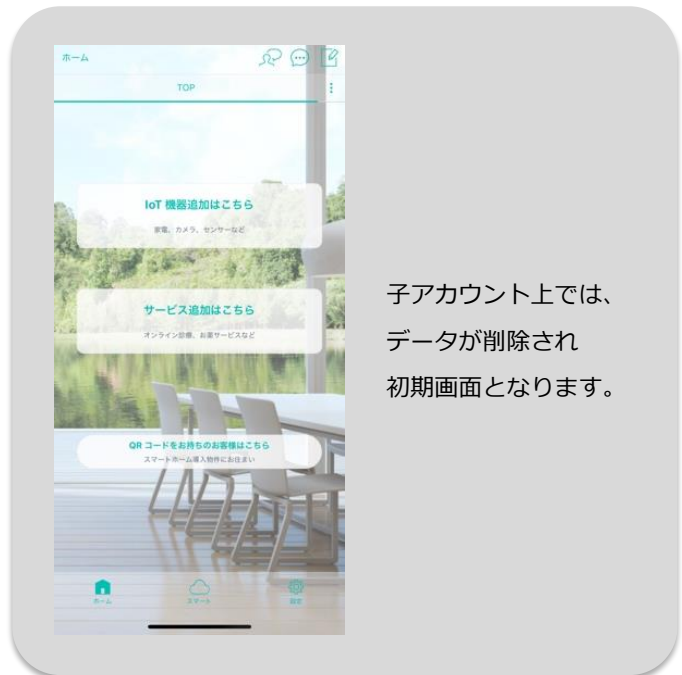 ホーム
TOP
IoT 機器追加はこちら
家電、カメラ、センサーなど
サービス追加はこちら
オンライン診療、お薬サービスなど
QR コードをお持ちのお客様はこちら
スマートホーム導入物件にお住まい
ホーム
スマート
設定
子アカウント上では、
データが削除され
初期画面となります。